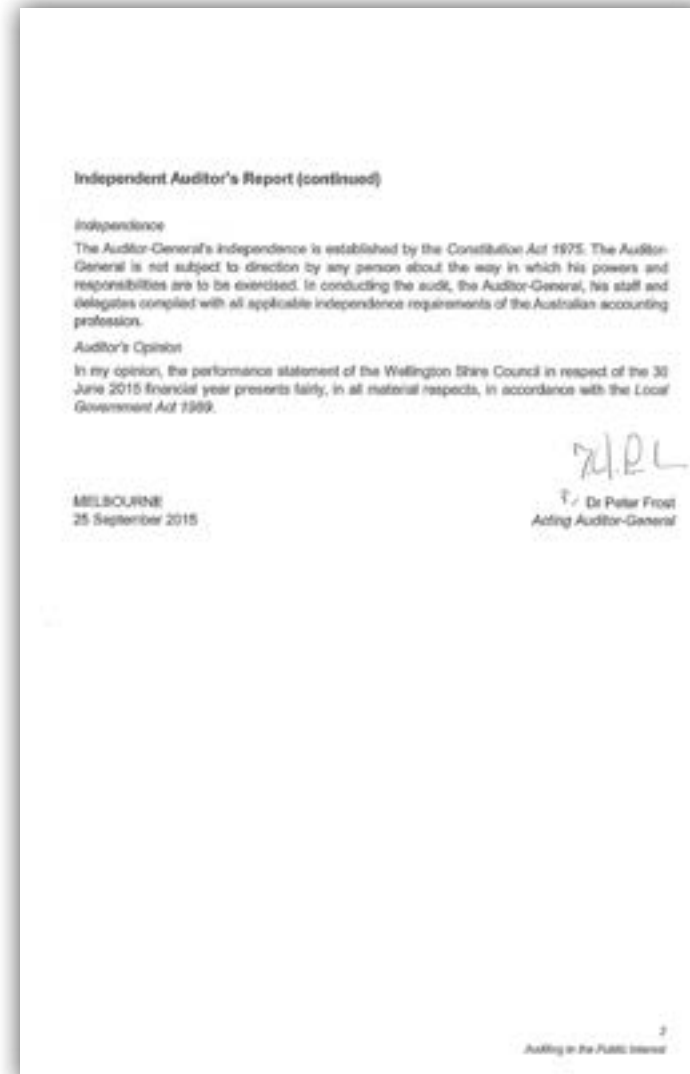 Independent Auditor's Report (continued)
Independence
The Auditor-General's independence is established by the Constitution Act 1975. The Auditor-
General is not subject to direction by any person about the way in which his powers and
responsibilities are to be exercised. In conducting the audit, the Auditor-General, his staff and
delegates complied with all applicable independence requirements of the Australian accounting
profession.
Auditor's Opinion
In my opinion, the performance statement of the Wellington Shire Council in respect of the 30
June 2015 financial year presents fairly, in all material respects, in accordance with the Local
Government Act 1989.
MELBOURNE
25 September 2015
Dr Peter Frost
Acting Auditor-General
2
Auditing in the Public Interest